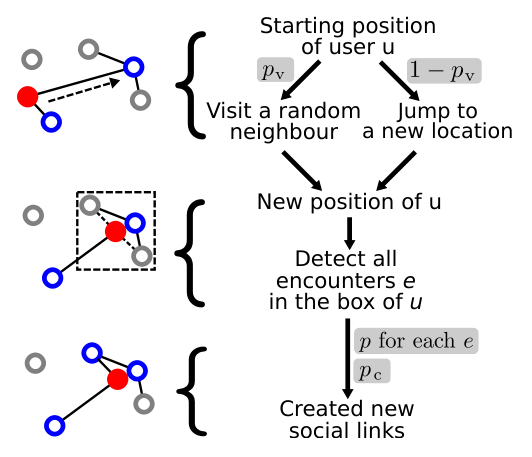 Starting position
of user u
p_v
1 − p_v
Visit a random
neighbour
Jump to
a new location
New position of u
Detect all
encounters e
in the box of u
p for each e
p_c
Created new
social links